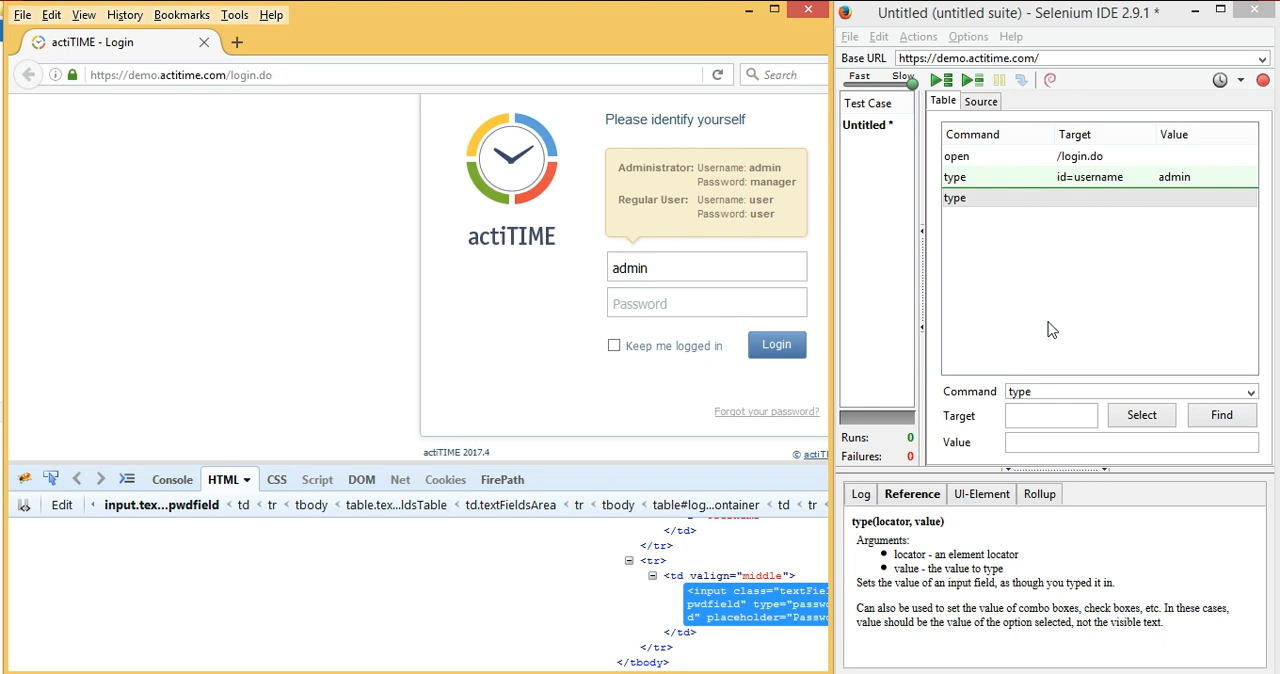 File Edit View History Bookmarks Tools Help
actiTIME - Login
https://demo.actitime.com/login.do
Search
Please identify yourself
Administrator: Username: admin
Password: manager
Regular User: Username: user
Password: user
actiTIME
admin
Password
Keep me logged in
Login
Forgot your password?
actiTIME 2017.4
© actiT
Console HTML CSS Script DOM Net Cookies FirePath
Edit input.tex...pwdfield < td < tr < tbody < table.tex...ldsTable < td.textFieldsArea < tr < tbody < table#log...ontainer < td < tr
</td>
</tr>
<tr>
<td valign="middle">
<input class="textFie
pwdfield" type="passwo
d" placeholder="Passwo
</td>
</tr>
</tbody>
Untitled (untitled suite) - Selenium IDE 2.9.1 *
File Edit Actions Options Help
Base URL https://demo.actitime.com/
Fast Slow
Test Case
Untitled *
Table Source
Command Target Value
open /login.do
type id=username admin
type
Command type
Target Select Find
Value
Runs: 0
Failures: 0
Log Reference UI-Element Rollup
type(locator, value)
Arguments:
locator - an element locator
value - the value to type
Sets the value of an input field, as though you typed it in.
Can also be used to set the value of combo boxes, check boxes, etc. In these cases,
value should be the value of the option selected, not the visible text.